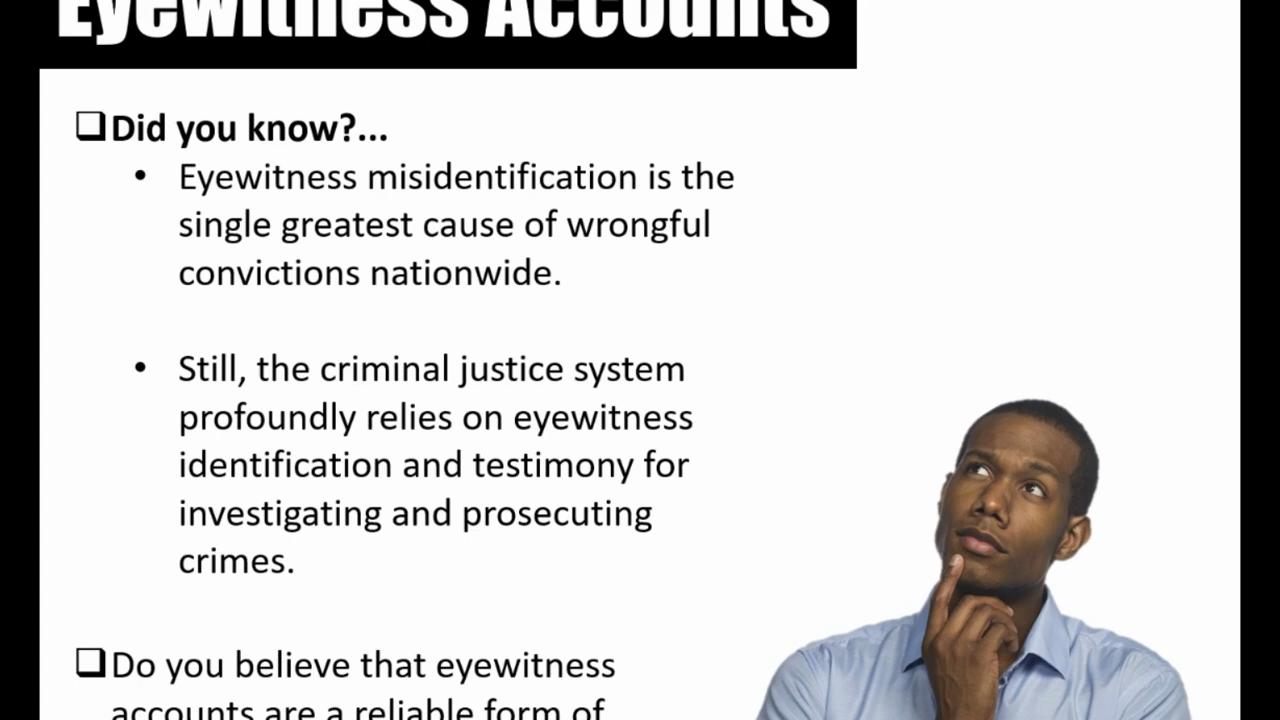 Eyewitness Accounts
❑Did you know?...
• Eyewitness misidentification is the
single greatest cause of wrongful
convictions nationwide.
• Still, the criminal justice system
profoundly relies on eyewitness
identification and testimony for
investigating and prosecuting
crimes.
❑Do you believe that eyewitness
accounts are a reliable form of